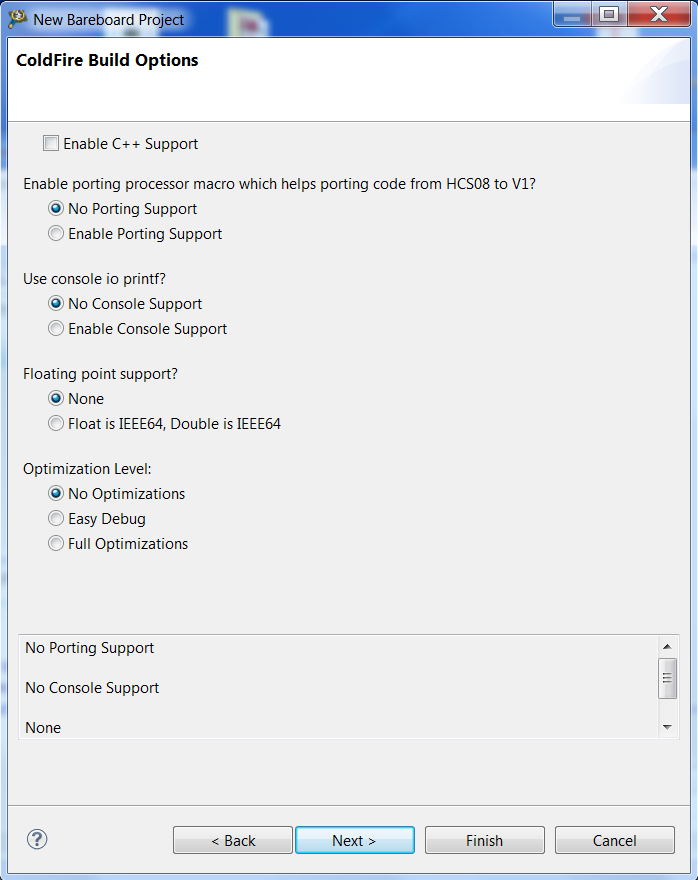 New Bareboard Project
ColdFire Build Options
Enable C++ Support
Enable porting processor macro which helps porting code from HCS08 to V1?
No Porting Support
Enable Porting Support
Use console io printf?
No Console Support
Enable Console Support
Floating point support?
None
Float is IEEE64, Double is IEEE64
Optimization Level:
No Optimizations
Easy Debug
Full Optimizations
No Porting Support
No Console Support
None
< Back
Next >
Finish
Cancel